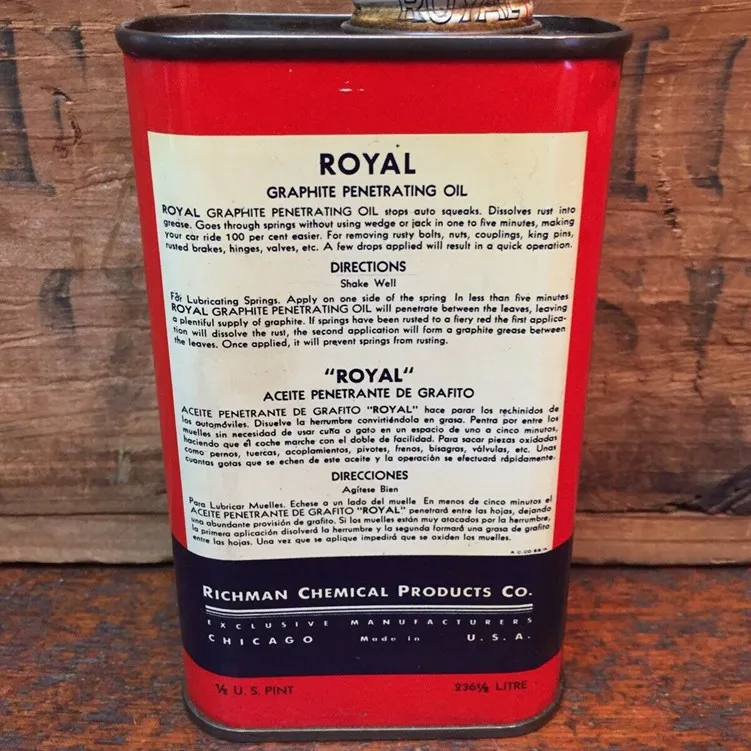 ROYAL
ROYAL
GRAPHITE PENETRATING OIL
ROYAL GRAPHITE PENETRATING OIL stops auto squeaks. Dissolves rust into
grease. Goes through springs without using wedge or jack in one to five minutes, making
your car ride 100 per cent easier. For removing rusty bolts, nuts, couplings, king pins,
rusted brakes, hinges, valves, etc. A few drops applied will result in a quick operation.
DIRECTIONS
Shake Well
For Lubricating Springs. Apply on one side of the spring In less than five minutes
ROYAL GRAPHITE PENETRATING OIL will penetrate between the leaves, leaving
a plentiful supply of graphite. If springs have been rusted to a fiery red the first applica-
tion will dissolve the rust, the second application will form a graphite grease between
the leaves. Once applied, it will prevent springs from rusting.
"ROYAL"
ACEITE PENETRANTE DE GRAFITO
ACEITE PENETRANTE DE GRAFITO "ROYAL" hace parar los rechinidos de
los automóviles. Disuelve la herrumbre convirtiéndola en grasa. Pentra por entre los
muelles sin necesidad de usar cuña o gato en un espacio de uno a cinco minutos,
haciendo que el coche marche con el doble de facilidad. Para sacar piezas oxidadas
como pernos, tuercas, acoplamientos, pivotes, frenos, bisagras, válvulas, etc. Unas
cuantas gotas que se echen de este aceite y la operación se efectuará rápidamente.
DIRECCIONES
Agítese Bien
Para Lubricar Muelles. Echese a un lado del muelle En menos de cinco minutos el
ACEITE PENETRANTE DE GRAFITO "ROYAL" penetrará entre las hojas, dejando
una abundante provisión de grafito. Si los muelles están muy atacados por la herrumbre,
la primera aplicación disolverá la herrumbre y la segunda formará una grasa de grafito
entre las hojas. Una vez que se aplique impedirá que se oxiden los muelles.
RICHMAN CHEMICAL PRODUCTS CO.
EXCLUSIVE MANUFACTURERS
CHICAGO Made in U.S.A.
½ U. S. PINT 236½ LITRE